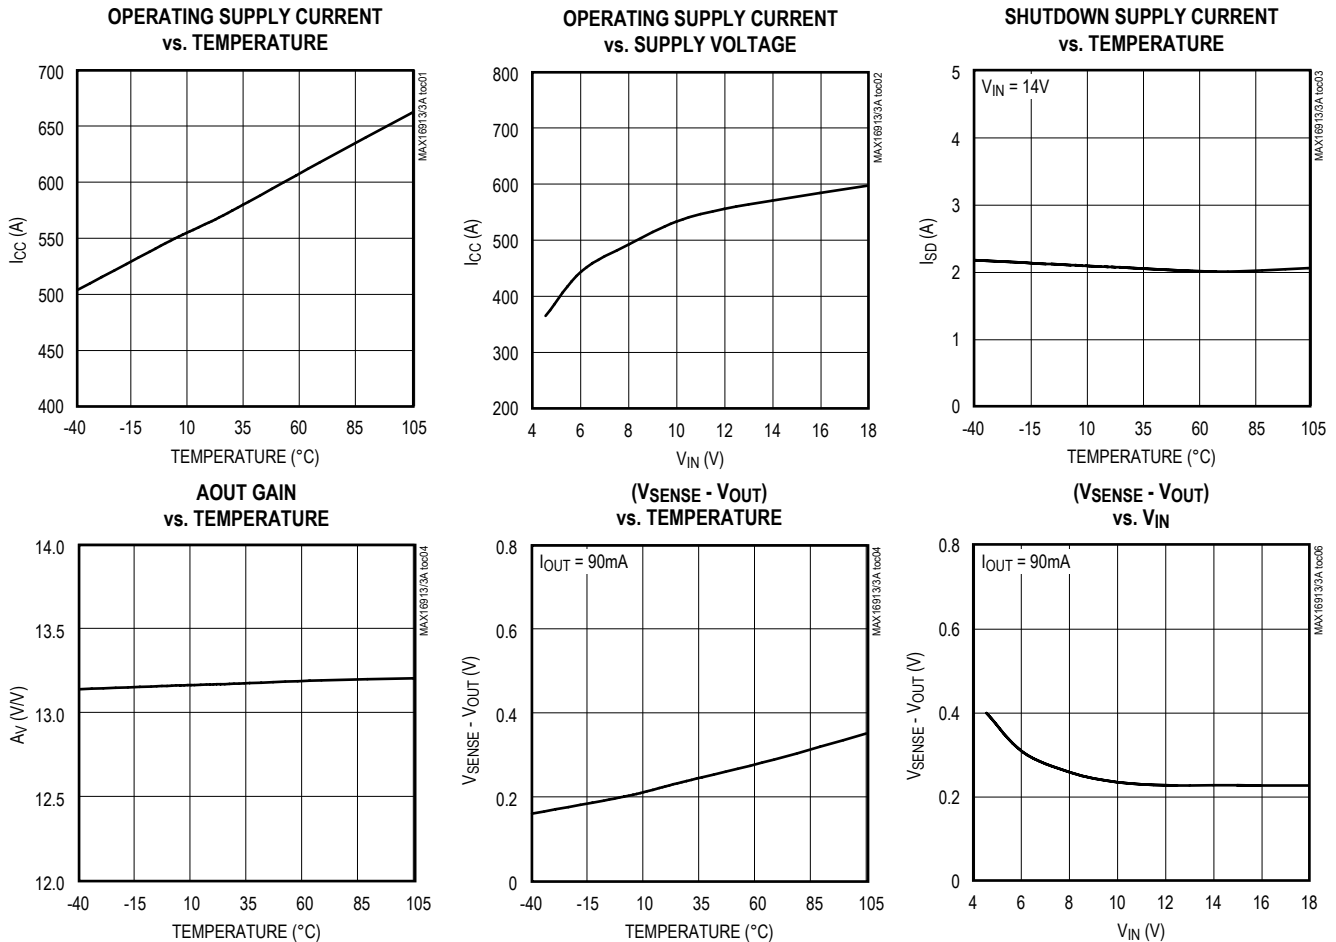 OPERATING SUPPLY CURRENT
vs. TEMPERATURE
700
650
600
550
500
450
400
ICC (A)
-40 -15 10 35 60 85 105
TEMPERATURE (°C)
MAX16913/3A toc01
OPERATING SUPPLY CURRENT
vs. SUPPLY VOLTAGE
800
700
600
500
400
300
200
ICC (A)
4 6 8 10 12 14 16 18
VIN (V)
MAX16913/3A toc02
SHUTDOWN SUPPLY CURRENT
vs. TEMPERATURE
VIN = 14V
5
4
3
2
1
0
ISD (A)
-40 -15 10 35 60 85 105
TEMPERATURE (°C)
MAX16913/3A toc03
AOUT GAIN
vs. TEMPERATURE
14.0
13.5
13.0
12.5
12.0
AV (V/V)
-40 -15 10 35 60 85 105
TEMPERATURE (°C)
MAX16913/3A toc04
(VSENSE - VOUT)
vs. TEMPERATURE
IOUT = 90mA
0.8
0.6
0.4
0.2
0
VSENSE - VOUT (V)
-40 -15 10 35 60 85 105
TEMPERATURE (°C)
MAX16913/3A toc04
(VSENSE - VOUT)
vs. VIN
IOUT = 90mA
0.8
0.6
0.4
0.2
0
VSENSE - VOUT (V)
4 6 8 10 12 14 16 18
VIN (V)
MAX16913/3A toc06